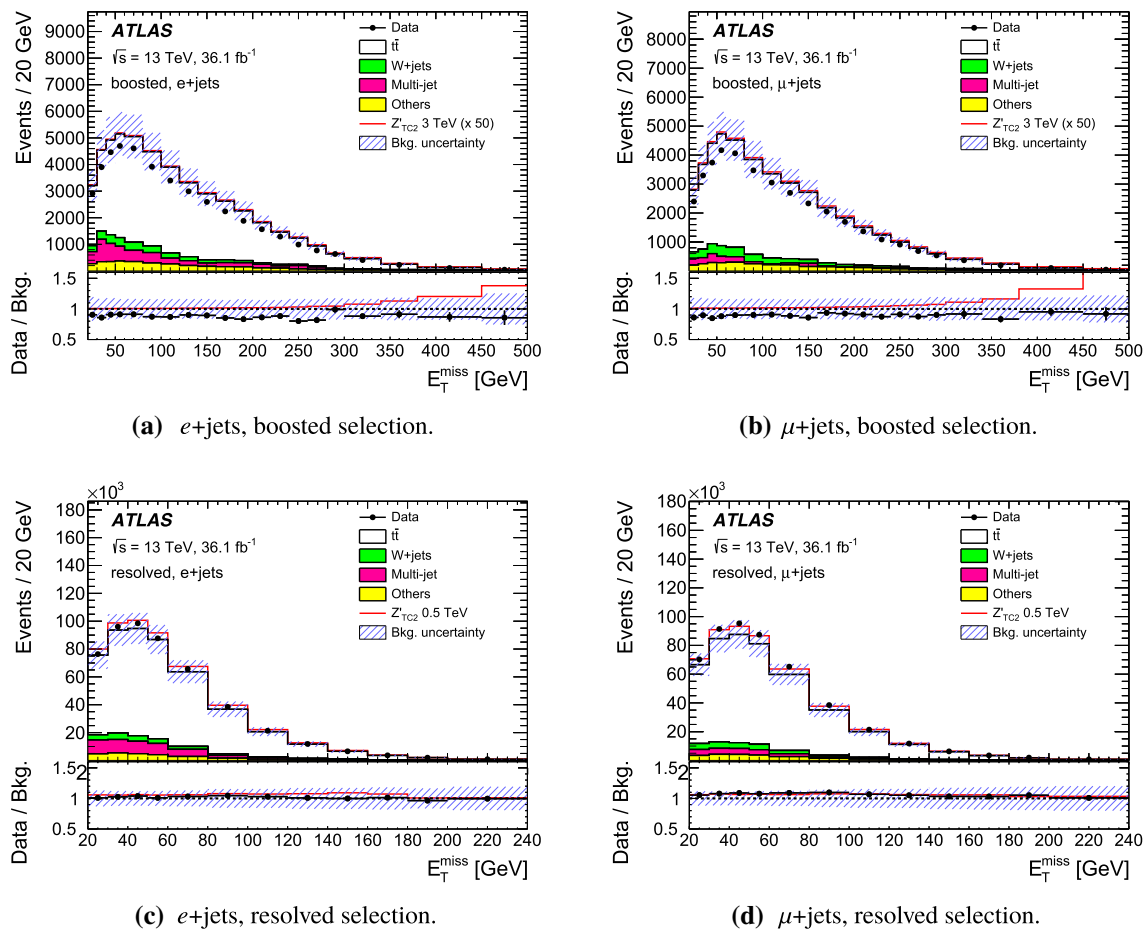 ATLAS
√s = 13 TeV, 36.1 fb⁻¹
boosted, e+jets
Data
tt̄
W+jets
Multi-jet
Others
Z'TC2 3 TeV (x 50)
Bkg. uncertainty
Events / 20 GeV
9000
8000
7000
6000
5000
4000
3000
2000
1000
Data / Bkg.
1.5
1
0.5
50 100 150 200 250 300 350 400 450 500
E_T^miss [GeV]
(a) e+jets, boosted selection.
ATLAS
√s = 13 TeV, 36.1 fb⁻¹
boosted, μ+jets
Data
tt̄
W+jets
Multi-jet
Others
Z'TC2 3 TeV (x 50)
Bkg. uncertainty
Events / 20 GeV
8000
7000
6000
5000
4000
3000
2000
1000
Data / Bkg.
1.5
1
0.5
50 100 150 200 250 300 350 400 450 500
E_T^miss [GeV]
(b) μ+jets, boosted selection.
×10³
ATLAS
√s = 13 TeV, 36.1 fb⁻¹
resolved, e+jets
Data
tt̄
W+jets
Multi-jet
Others
Z'TC2 0.5 TeV
Bkg. uncertainty
Events / 20 GeV
180
160
140
120
100
80
60
40
20
Data / Bkg.
1.5
1
0.5
20 40 60 80 100 120 140 160 180 200 220 240
E_T^miss [GeV]
(c) e+jets, resolved selection.
×10³
ATLAS
√s = 13 TeV, 36.1 fb⁻¹
resolved, μ+jets
Data
tt̄
W+jets
Multi-jet
Others
Z'TC2 0.5 TeV
Bkg. uncertainty
Events / 20 GeV
180
160
140
120
100
80
60
40
20
Data / Bkg.
1.5
1
0.5
20 40 60 80 100 120 140 160 180 200 220 240
E_T^miss [GeV]
(d) μ+jets, resolved selection.